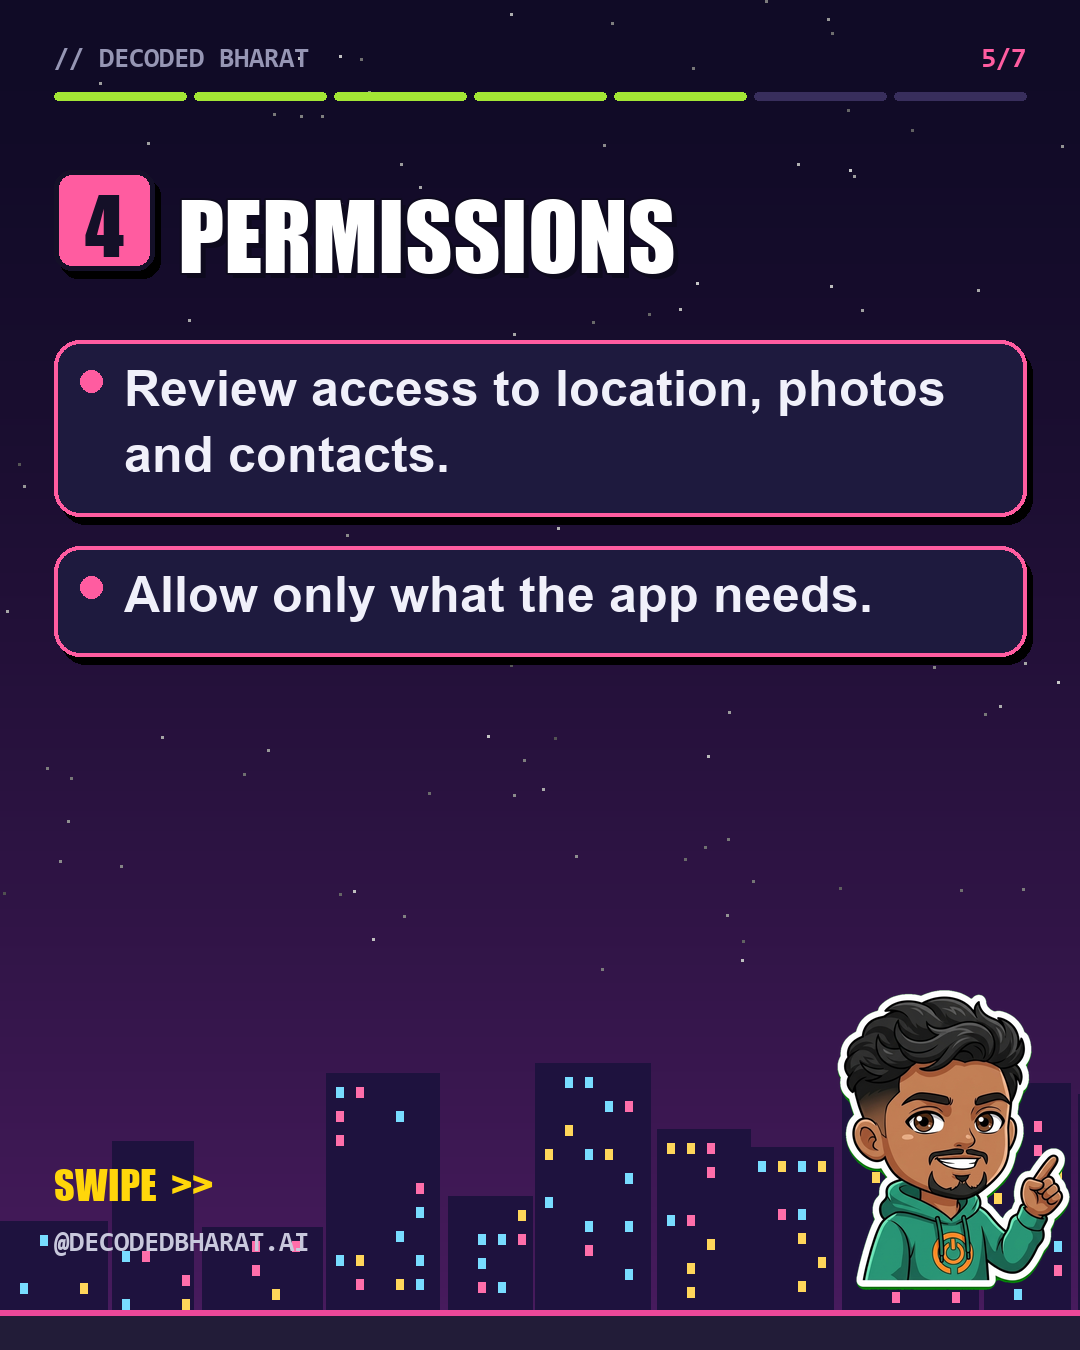 // DECODED BHARAT
5/7
4 PERMISSIONS
Review access to location, photos
and contacts.
Allow only what the app needs.
SWIPE >>
@DECODEDBHARAT.AI